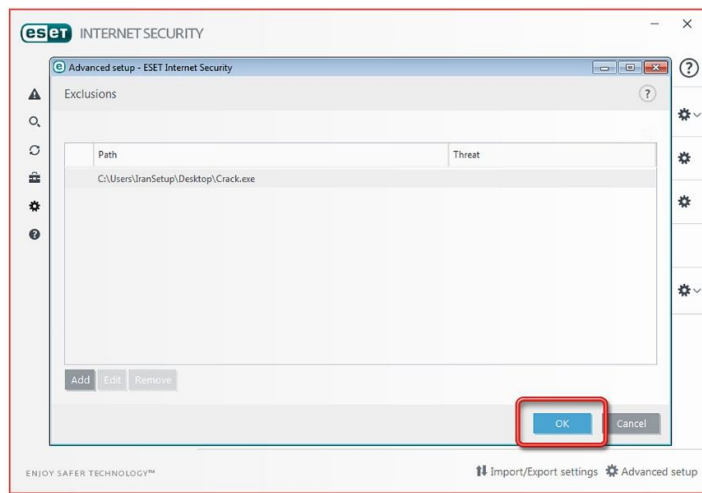 eset INTERNET SECURITY
Advanced setup - ESET Internet Security
Exclusions
Path Threat
C:\Users\IranSetup\Desktop\Crack.exe
Add Edit Remove
OK Cancel
ENJOY SAFER TECHNOLOGY™ Import/Export settings Advanced setup